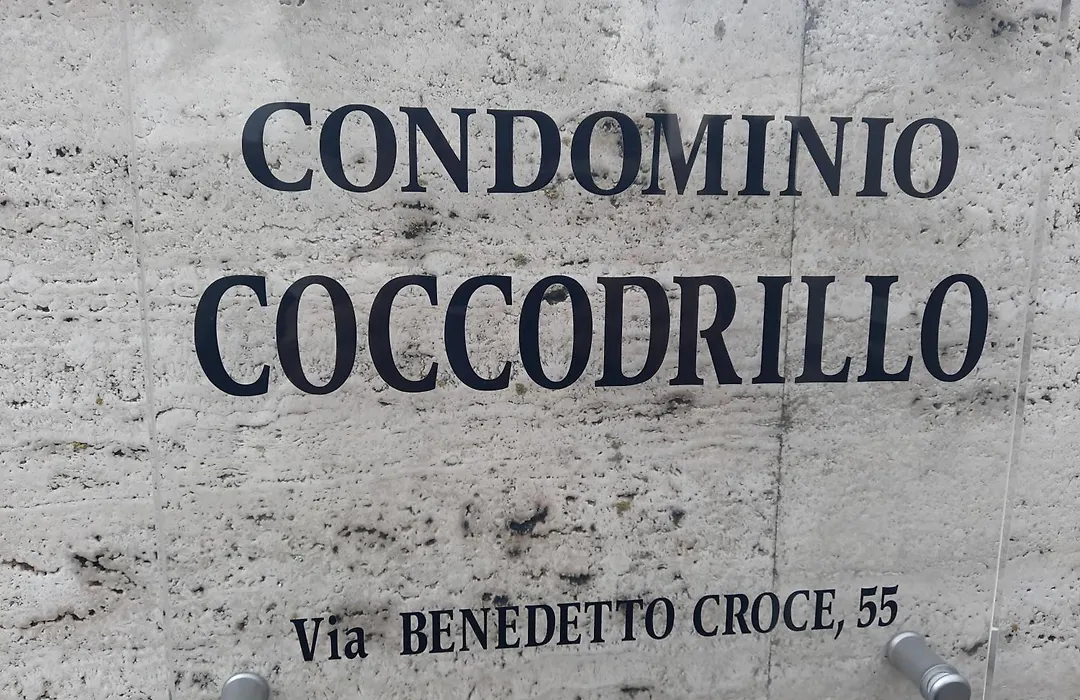 CONDOMINIO
COCCODRILLO
Via BENEDETTO CROCE, 55